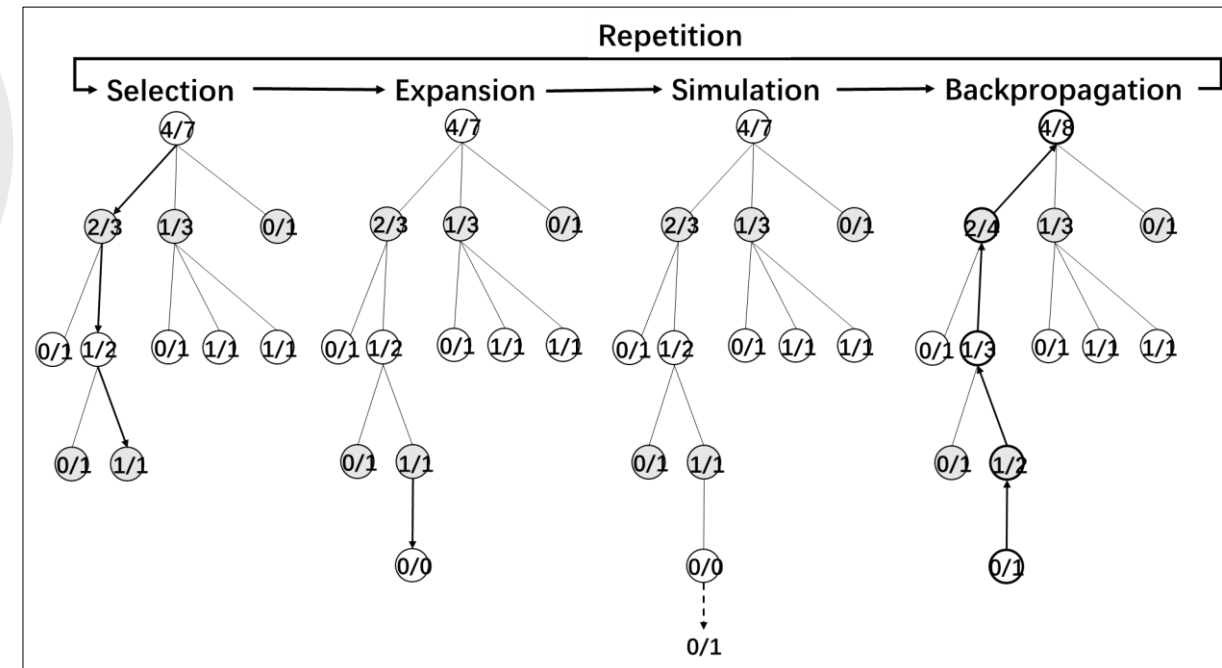 Repetition
Selection Expansion Simulation Backpropagation
4/7 4/7 4/7 4/8
2/3 1/3 0/1 2/3 1/3 0/1 2/3 1/3 0/1 2/4 1/3 0/1
0/1 1/2 0/1 1/1 1/1 0/1 1/2 0/1 1/1 1/1 0/1 1/2 0/1 1/1 1/1 0/1 1/3 0/1 1/1 1/1
0/1 1/1 0/1 1/1 0/1 1/1 0/1 1/2
0/0 0/0 0/1
0/1